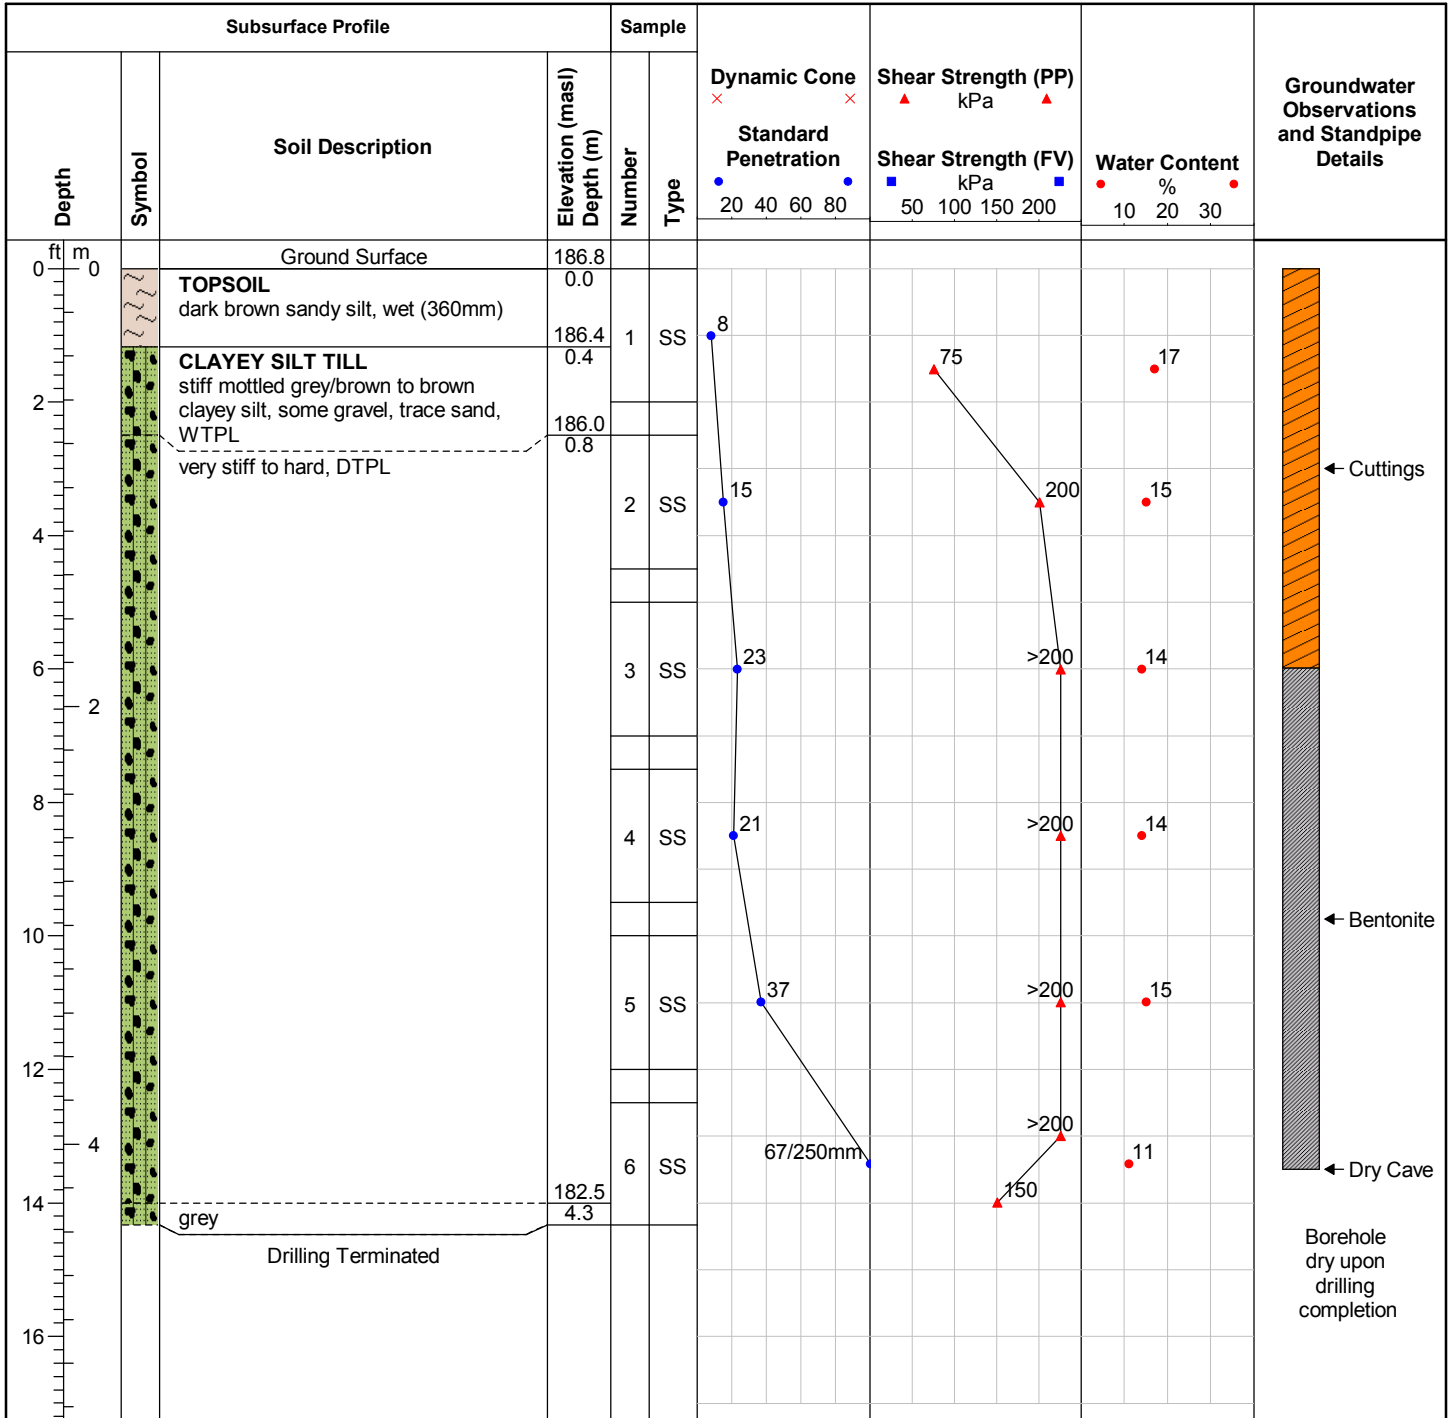 Subsurface Profile
Sample
Depth
Symbol
Soil Description
Elevation (masl)
Depth (m)
Number
Type
Dynamic Cone
Standard
Penetration
20 40 60 80
Shear Strength (PP)
kPa
Shear Strength (FV)
kPa
50 100 150 200
Water Content
%
10 20 30
Groundwater
Observations
and Standpipe
Details
ft m
Ground Surface
186.8
0 0
0.0
TOPSOIL
dark brown sandy silt, wet (360mm)
186.4
0.4
1 SS
8
75
17
CLAYEY SILT TILL
stiff mottled grey/brown to brown
clayey silt, some gravel, trace sand,
WTPL
2
186.0
0.8
very stiff to hard, DTPL
Cuttings
2 SS
15
200
15
4
6
3 SS
23
>200
14
2
8
4 SS
21
>200
14
Bentonite
10
5 SS
37
>200
15
12
4
>200
6 SS
67/250mm
11
Dry Cave
150
182.5
4.3
14
grey
Drilling Terminated
Borehole
dry upon
drilling
completion
16